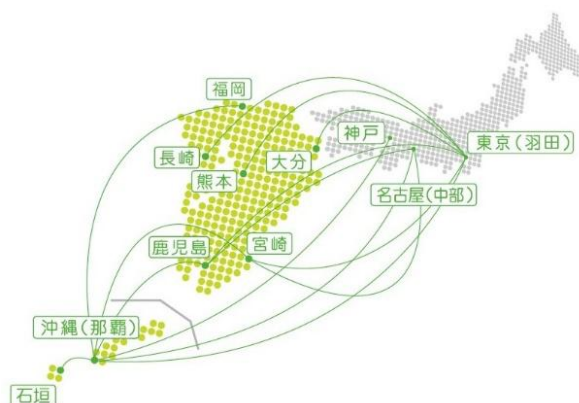 福岡
長崎
熊本
大分
神戸
東京(羽田)
名古屋(中部)
鹿児島
宮崎
沖縄(那覇)
石垣